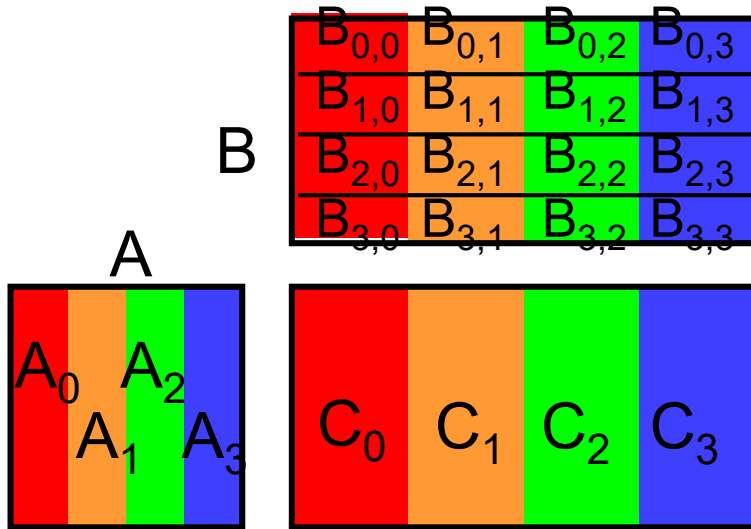 B0,0 B0,1 B0,2 B0,3
B1,0 B1,1 B1,2 B1,3
B
B2,0 B2,1 B2,2 B2,3
B3,0 B3,1 B3,2 B3,3
A
A0 A2
A1 A3
C0 C1 C2 C3